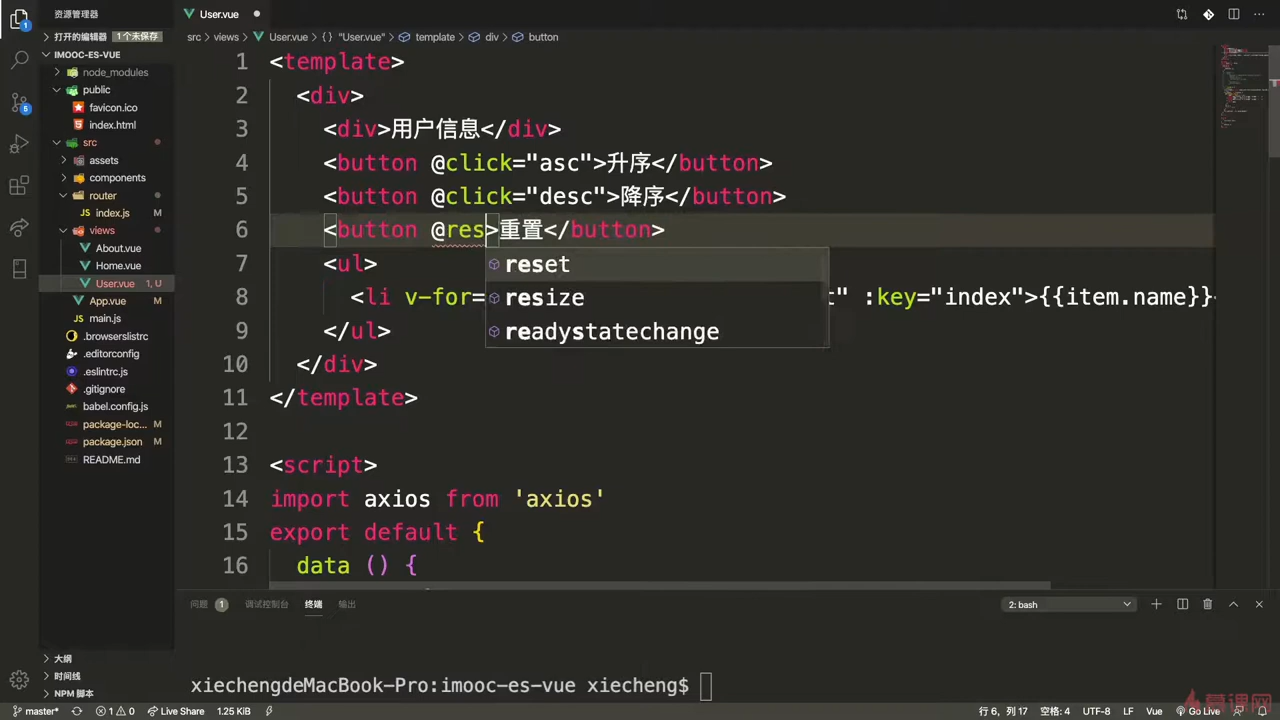 资源管理器
User.vue
打开的编辑器 1个未保存
src > views > User.vue > {} "User.vue" > template > div > button
IMOOC-ES-VUE
node_modules
public
favicon.ico
index.html
src
assets
components
router
index.js
views
About.vue
Home.vue
User.vue 1, U
App.vue
main.js
.browserslistrc
.editorconfig
.eslintrc.js
.gitignore
babel.config.js
package-loc... M
package.json M
README.md
大纲
时间线
NPM 脚本
1
5
1 <template>
2 <div>
3 <div>用户信息</div>
4 <button @click="asc">升序</button>
5 <button @click="desc">降序</button>
6 <button @res>重置</button>
7 <ul>
8 <li v-for= t" :key="index">{{item.name}}
9 </ul>
10 </div>
11 </template>
12
13 <script>
14 import axios from 'axios'
15 export default {
16 data () {
reset
resize
readystatechange
问题 1 调试控制台 终端 输出
2: bash
xiechengdeMacBook-Pro:imooc-es-vue xiecheng$
master* 1 0 Live Share 1.25 KiB
行 6, 列 17 空格: 4 UTF-8 LF Vue Go Live
慕课网